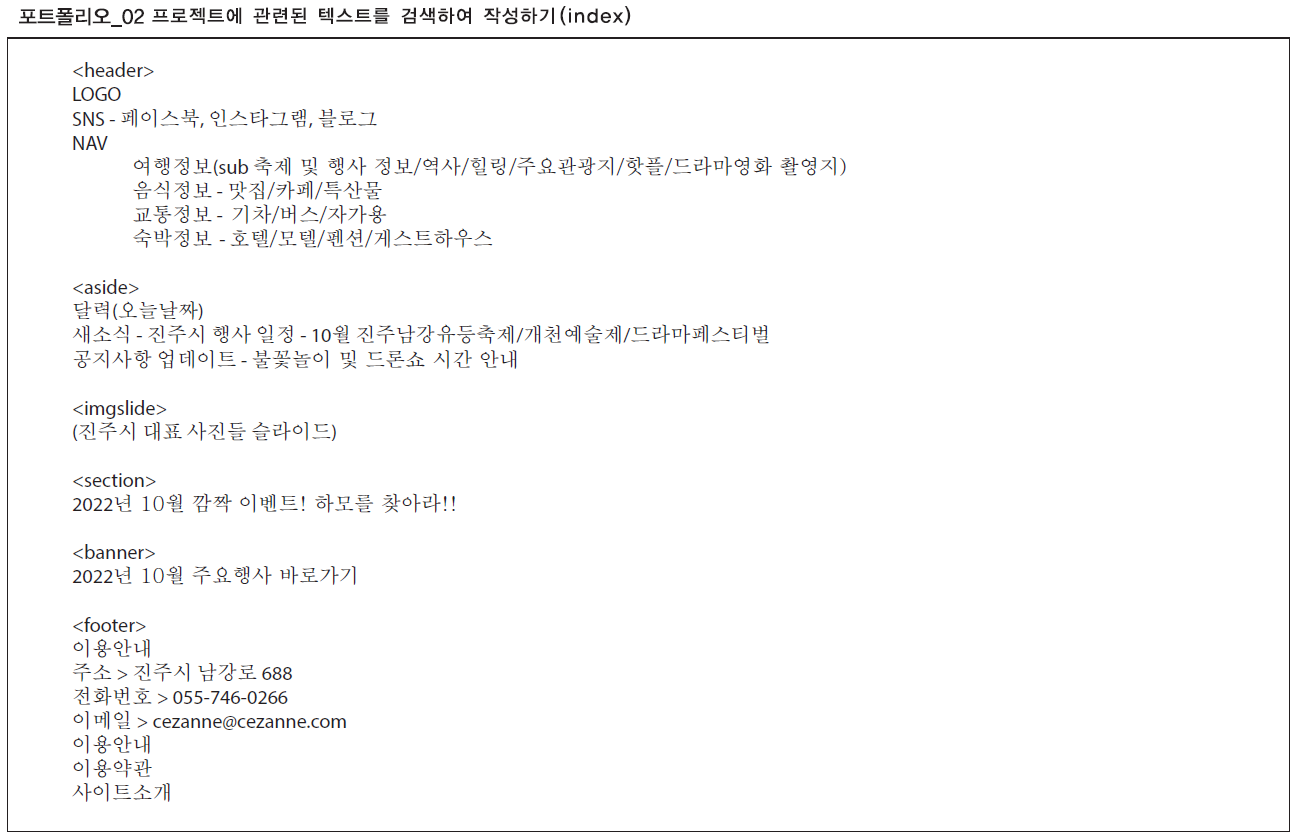 포트폴리오_02 프로젝트에 관련된 텍스트를 검색하여 작성하기(index)
<header>
LOGO
SNS - 페이스북, 인스타그램, 블로그
NAV
여행정보(sub 축제 및 행사 정보/역사/힐링/주요관광지/핫플/드라마영화 촬영지)
음식정보 - 맛집/카페/특산물
교통정보 - 기차/버스/자가용
숙박정보 - 호텔/모텔/펜션/게스트하우스
<aside>
달력(오늘날짜)
새소식 - 진주시 행사 일정 - 10월 진주남강유등축제/개천예술제/드라마페스티벌
공지사항 업데이트 - 불꽃놀이 및 드론쇼 시간 안내
<imgslide>
(진주시 대표 사진들 슬라이드)
<section>
2022년 10월 깜짝 이벤트! 하모를 찾아라!!
<banner>
2022년 10월 주요행사 바로가기
<footer>
이용안내
주소 > 진주시 남강로 688
전화번호 > 055-746-0266
이메일 > cezanne@cezanne.com
이용안내
이용약관
사이트소개